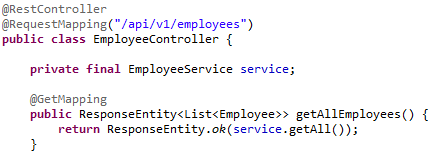 @RestController
@RequestMapping("/api/v1/employees")
public class EmployeeController {
private final EmployeeService service;
@GetMapping
public ResponseEntity<List<Employee>> getAllEmployees() {
return ResponseEntity.ok(service.getAll());
}